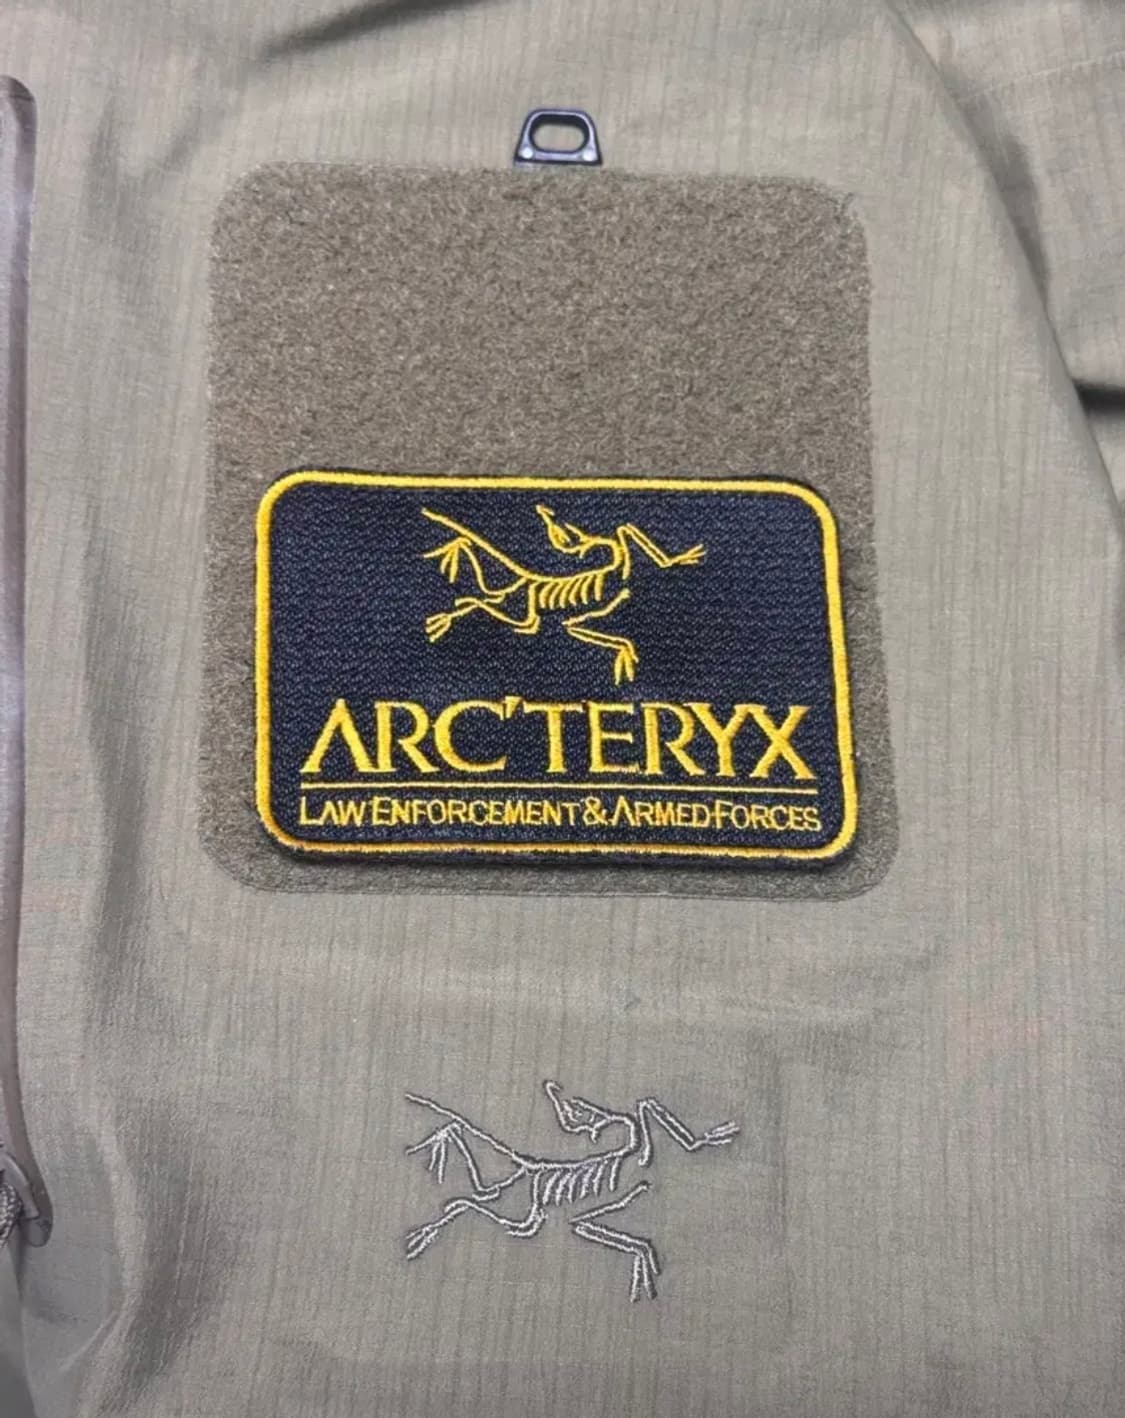 ARC'TERYX
LAW ENFORCEMENT & ARMED FORCES